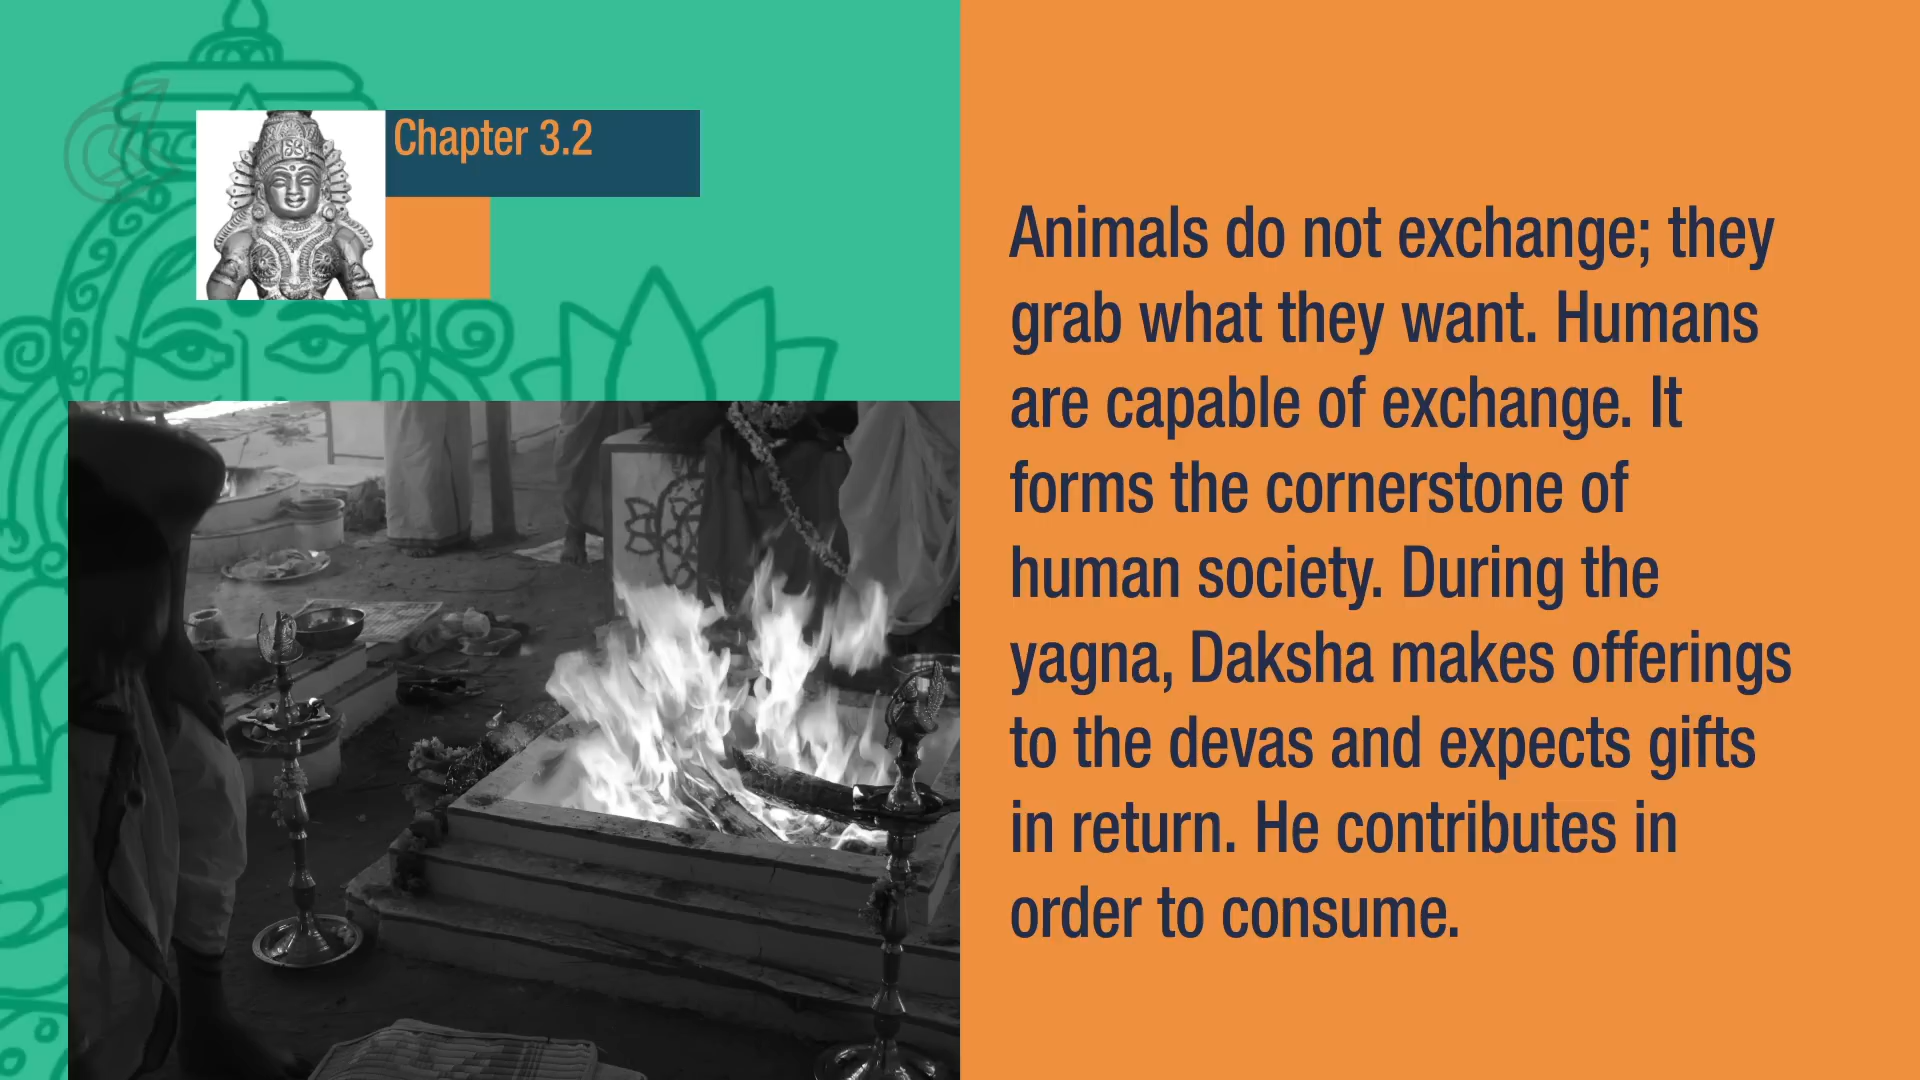 Chapter 3.2
Animals do not exchange; they
grab what they want. Humans
are capable of exchange. It
forms the cornerstone of
human society. During the
yagna, Daksha makes offerings
to the devas and expects gifts
in return. He contributes in
order to consume.